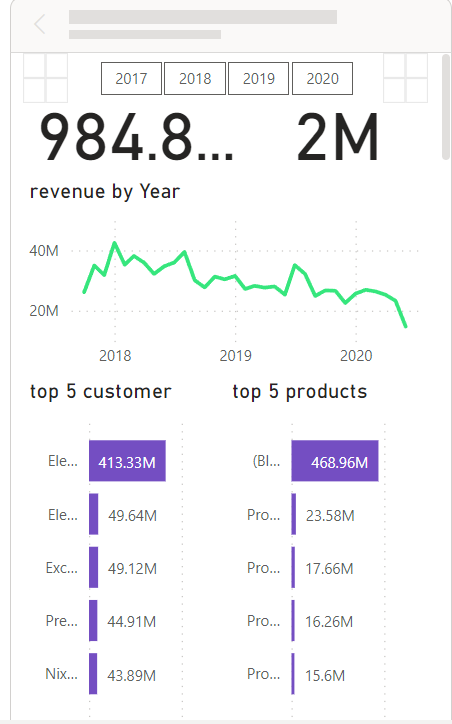 2017 2018 2019 2020
984.8... 2M
revenue by Year
40M
20M
2018 2019 2020
top 5 customer top 5 products
Ele... 413.33M (Bl... 468.96M
Ele... 49.64M Pro... 23.58M
Exc... 49.12M Pro... 17.66M
Pre... 44.91M Pro... 16.26M
Nix... 43.89M Pro... 15.6M